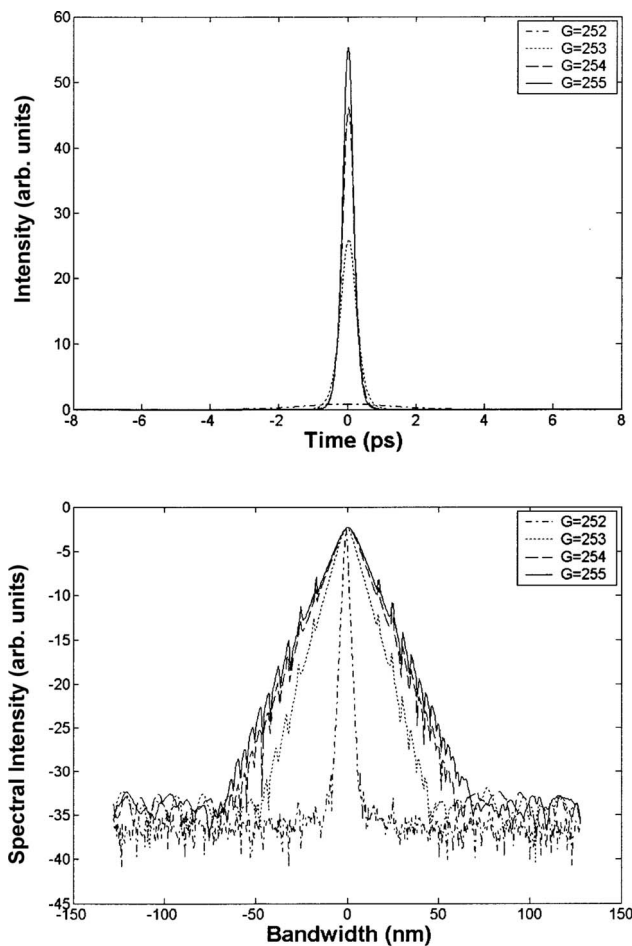 60
50
40
30
20
10
0
Intensity (arb. units)
G=252
G=253
G=254
G=255
-8 -6 -4 -2 0 2 4 6 8
Time (ps)
0
-5
-10
-15
-20
-25
-30
-35
-40
-45
Spectral Intensity (arb. units)
G=252
G=253
G=254
G=255
-150 -100 -50 0 50 100 150
Bandwidth (nm)